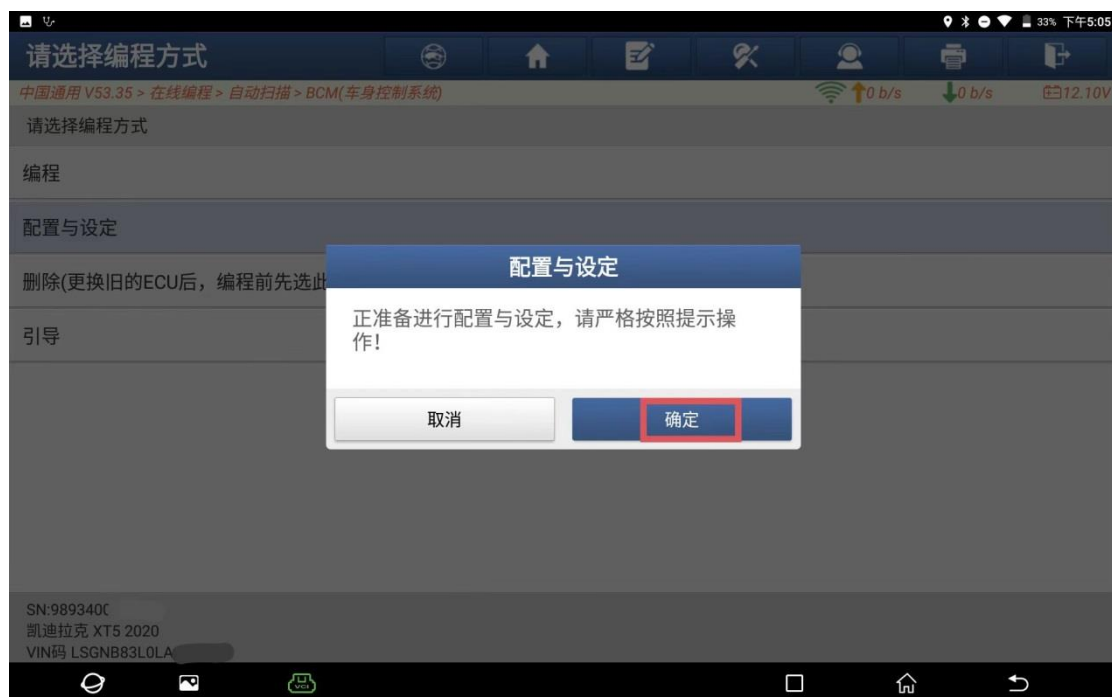 33% 下午5:05
请选择编程方式
中国通用 V53.35 > 在线编程 > 自动扫描 > BCM(车身控制系统)
0 b/s
0 b/s
12.10V
请选择编程方式
编程
配置与设定
删除(更换旧的ECU后，编程前先选此
引导
配置与设定
正准备进行配置与设定，请严格按照提示操
作！
取消
确定
SN:9893400
凯迪拉克 XT5 2020
VIN码 LSGNB83L0LA
VCI